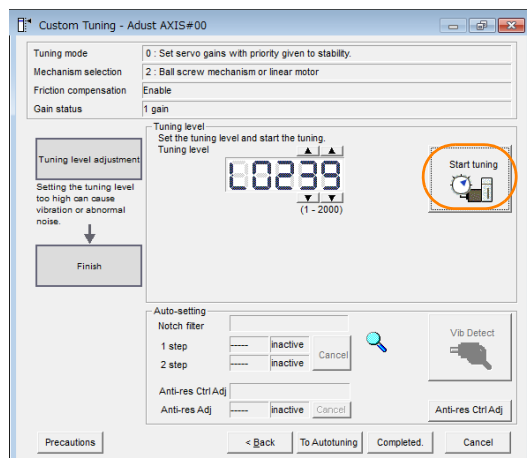 Custom Tuning - Adust AXIS#00
Tuning mode 0 : Set servo gains with priority given to stability.
Mechanism selection 2 : Ball screw mechanism or linear motor
Friction compensation Enable
Gain status 1 gain
Tuning level adjustment
Setting the tuning level
too high can cause
vibration or abnormal
noise.
Finish
Tuning level
Set the tuning level and start the tuning.
Tuning level
L0239
(1 - 2000)
Start tuning
Auto-setting
Notch filter
1 step ----- inactive
2 step ----- inactive
Cancel
Anti-res Ctrl Adj
Anti-res Adj ----- inactive Cancel
Vib Detect
Anti-res Ctrl Adj
Precautions < Back To Autotuning Completed. Cancel